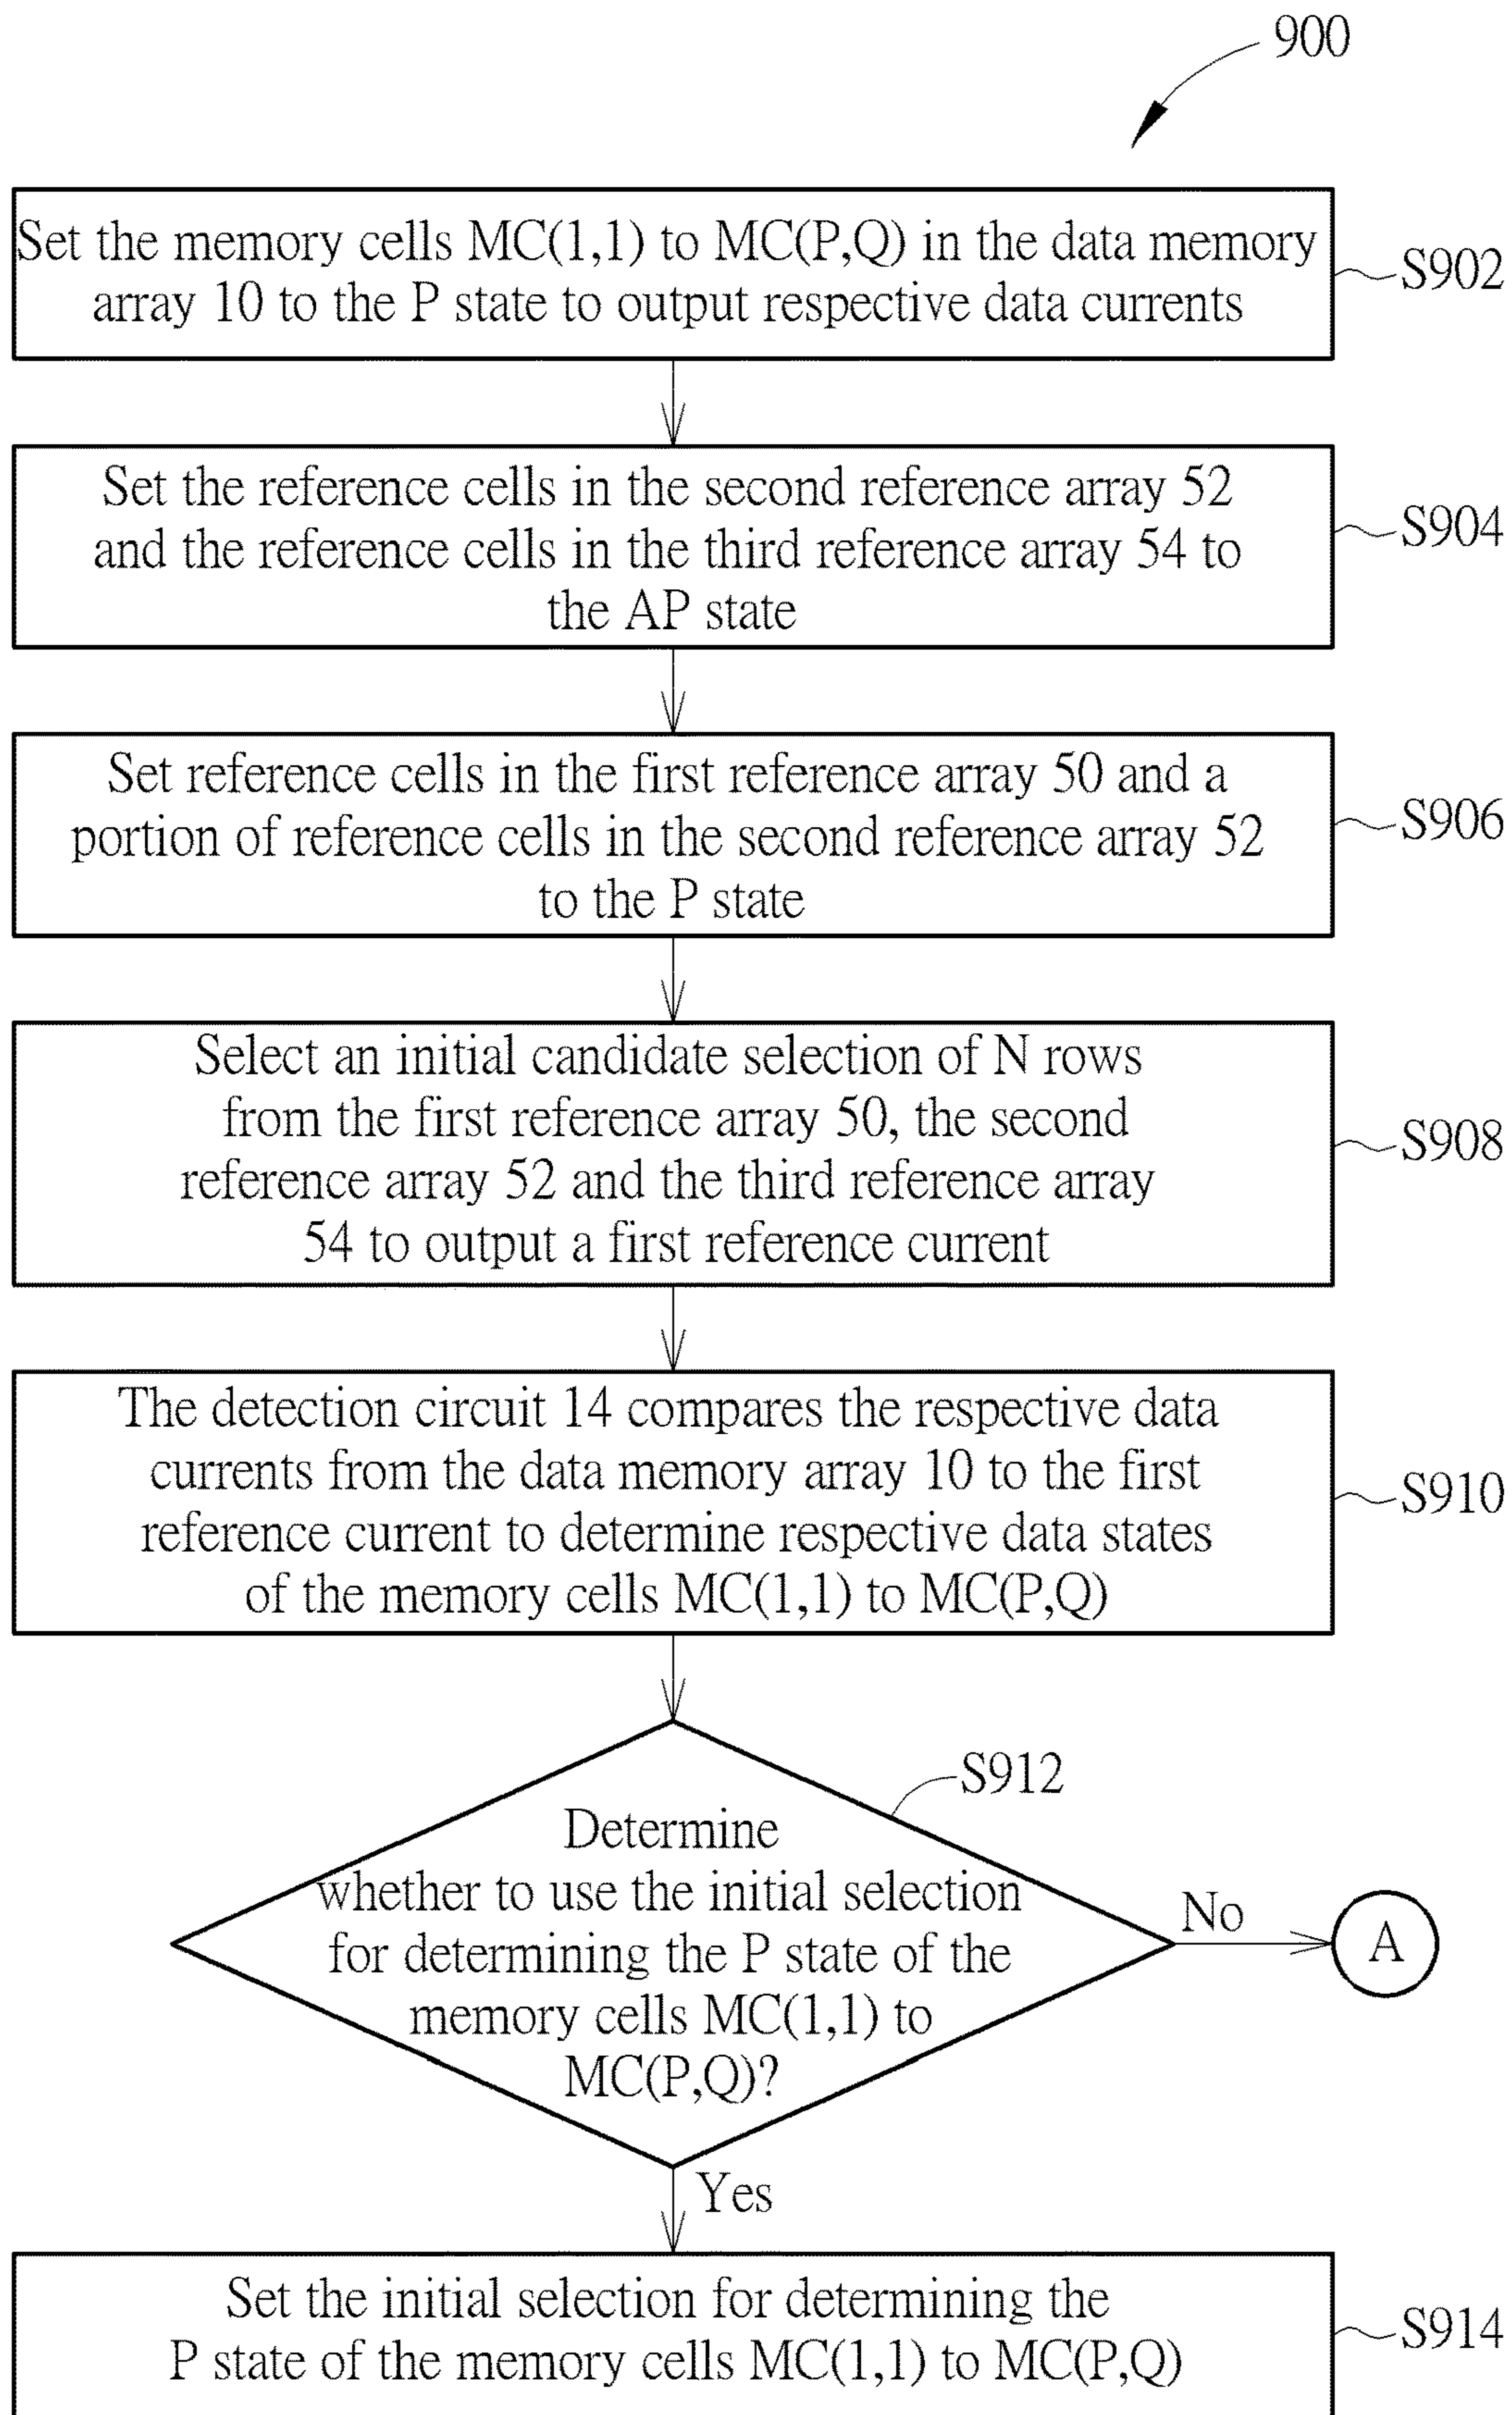 900
Set the memory cells MC(1,1) to MC(P,Q) in the data memory
array 10 to the P state to output respective data currents
S902
Set the reference cells in the second reference array 52
and the reference cells in the third reference array 54 to
the AP state
S904
Set reference cells in the first reference array 50 and a
portion of reference cells in the second reference array 52
to the P state
S906
Select an initial candidate selection of N rows
from the first reference array 50, the second
reference array 52 and the third reference array
54 to output a first reference current
S908
The detection circuit 14 compares the respective data
currents from the data memory array 10 to the first
reference current to determine respective data states
of the memory cells MC(1,1) to MC(P,Q)
S910
S912
Determine
whether to use the initial selection
for determining the P state of the
memory cells MC(1,1) to
MC(P,Q)?
No
A
Yes
Set the initial selection for determining the
P state of the memory cells MC(1,1) to MC(P,Q)
S914